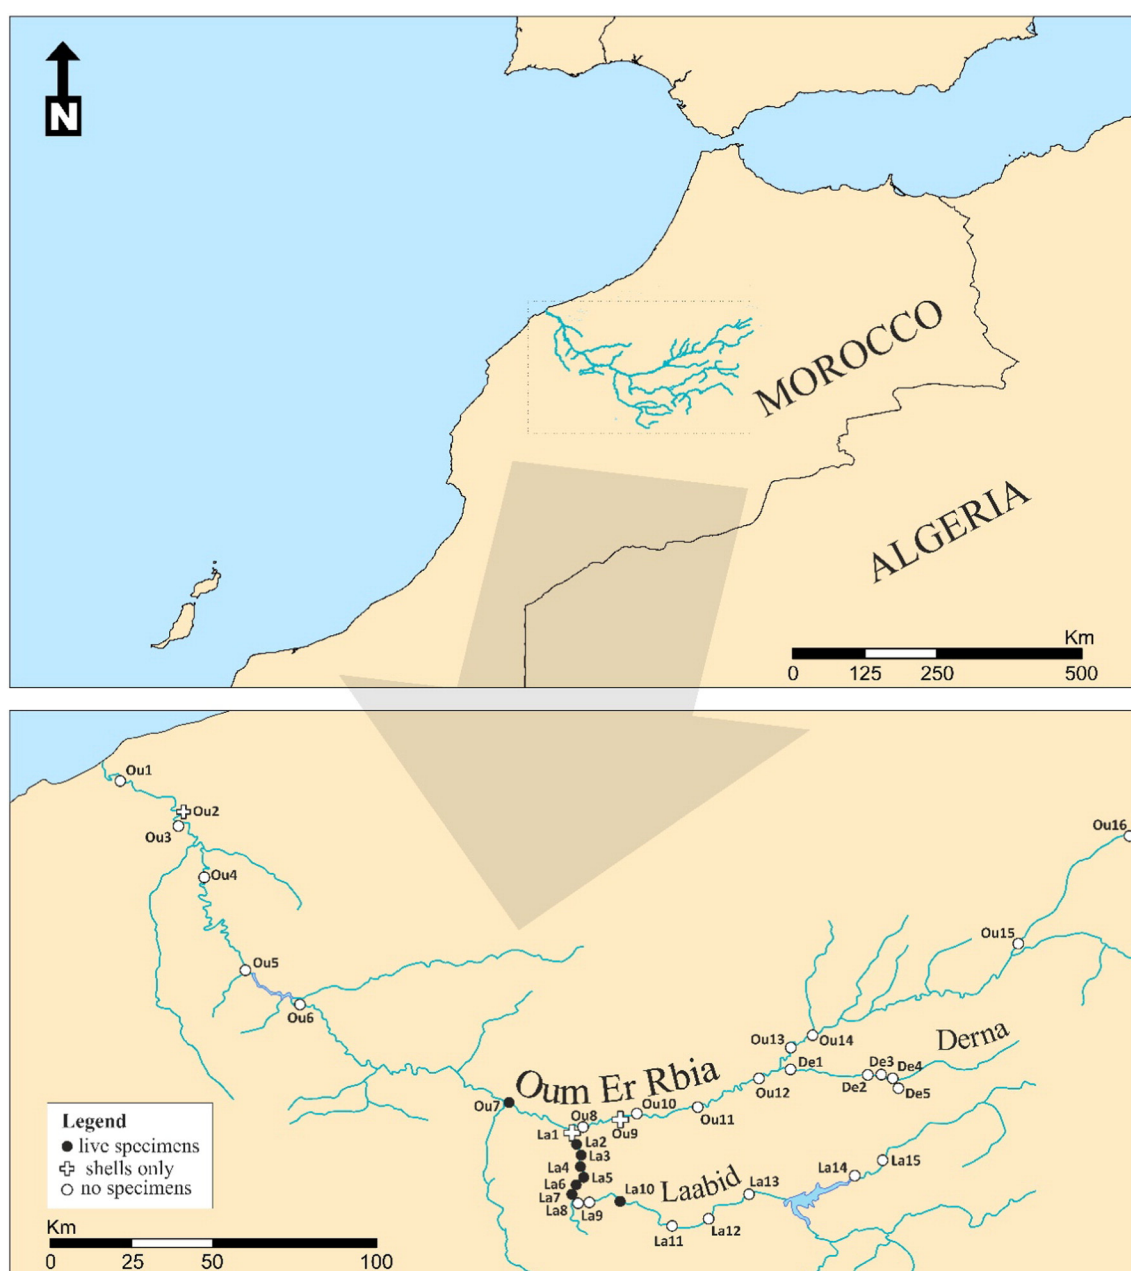 N
MOROCCO
ALGERIA
Km
0 125 250 500
Ou1
Ou2
Ou3
Ou4
Ou5
Ou6
Ou7
Oum Er Rbia
Ou8
Ou9
Ou10
Ou11
Ou12
Ou13
Ou14
Ou15
Ou16
De1
De2
De3
De4
De5
Derna
La1
La2
La3
La4
La5
La6
La7
La8
La9
La10
Laabid
La11
La12
La13
La14
La15
Legend
live specimens
shells only
no specimens
Km
0 25 50 100